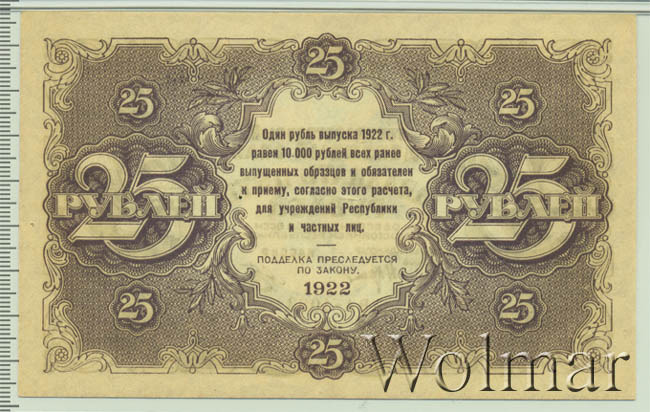 25
25
25
25
РУБЛЕЙ
25
РУБЛЕЙ
Один рубль выпуска 1922 г.
равен 10 000 рублей всех ранее
выпущенных образцов и обязателен
к приему, согласно этого расчета,
для учреждений Республики
и частных лиц.
ПОДДЕЛКА ПРЕСЛЕДУЕТСЯ
ПО ЗАКОНУ.
1922
25
25
25
Wolmar